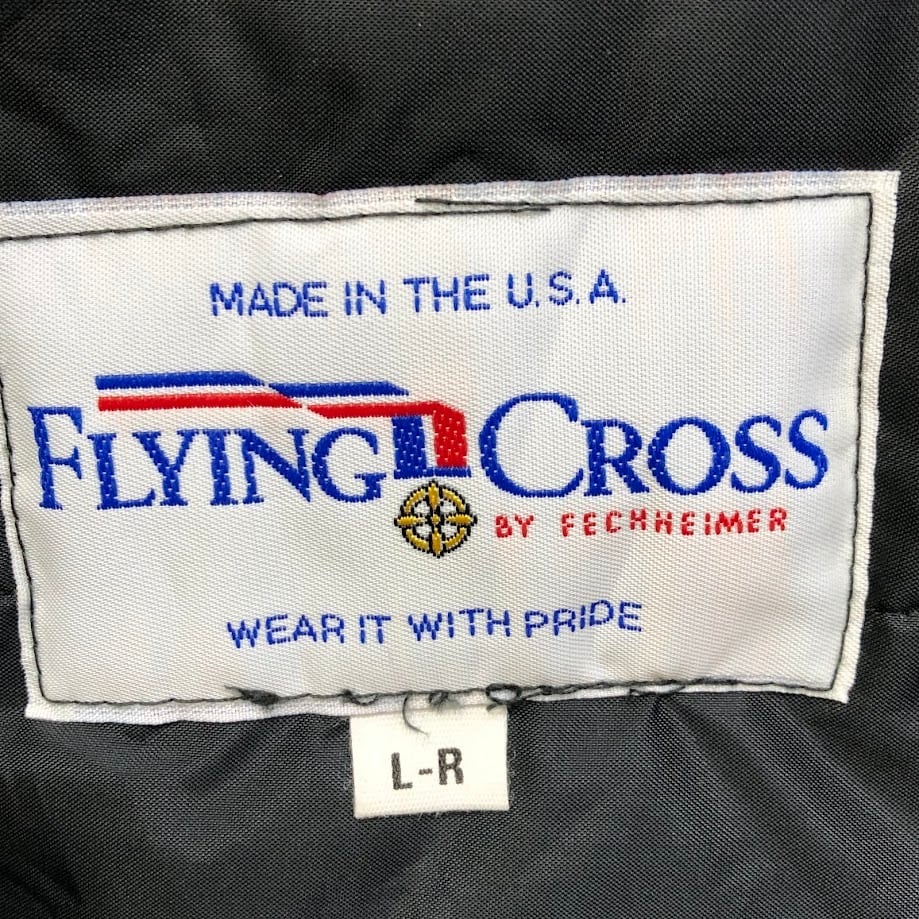 MADE IN THE U.S.A.
FLYING CROSS
BY FECHHEIMER
WEAR IT WITH PRIDE
L-R